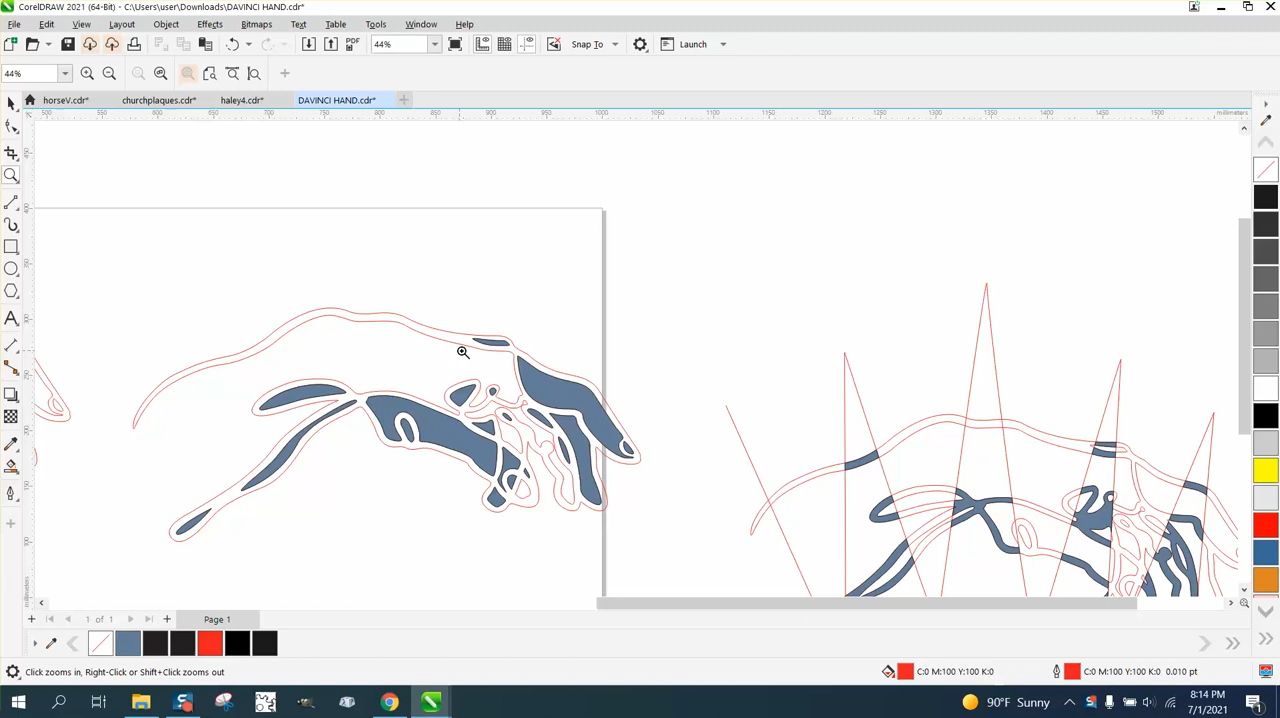 CorelDRAW 2021 (64-Bit) - C:\Users\user\Downloads\DAVINCI HAND.cdr*
File Edit View Layout Object Effects Bitmaps Text Table Tools Window Help
PDF 44% Snap To Launch
44%
horseV.cdr* churchplaques.cdr* haley4.cdr* DAVINCI HAND.cdr*
500 550 600 650 700 750 800 850 900 950 1000 1050 1100 1150 1200 1250 1300 1350 1400 1450 1500 millimeters
1 of 1 Page 1
Click zooms in, Right-Click or Shift+Click zooms out C:0 M:100 Y:100 K:0 C:0 M:100 Y:100 K:0 0.010 pt
90°F Sunny 8:14 PM
7/1/2021